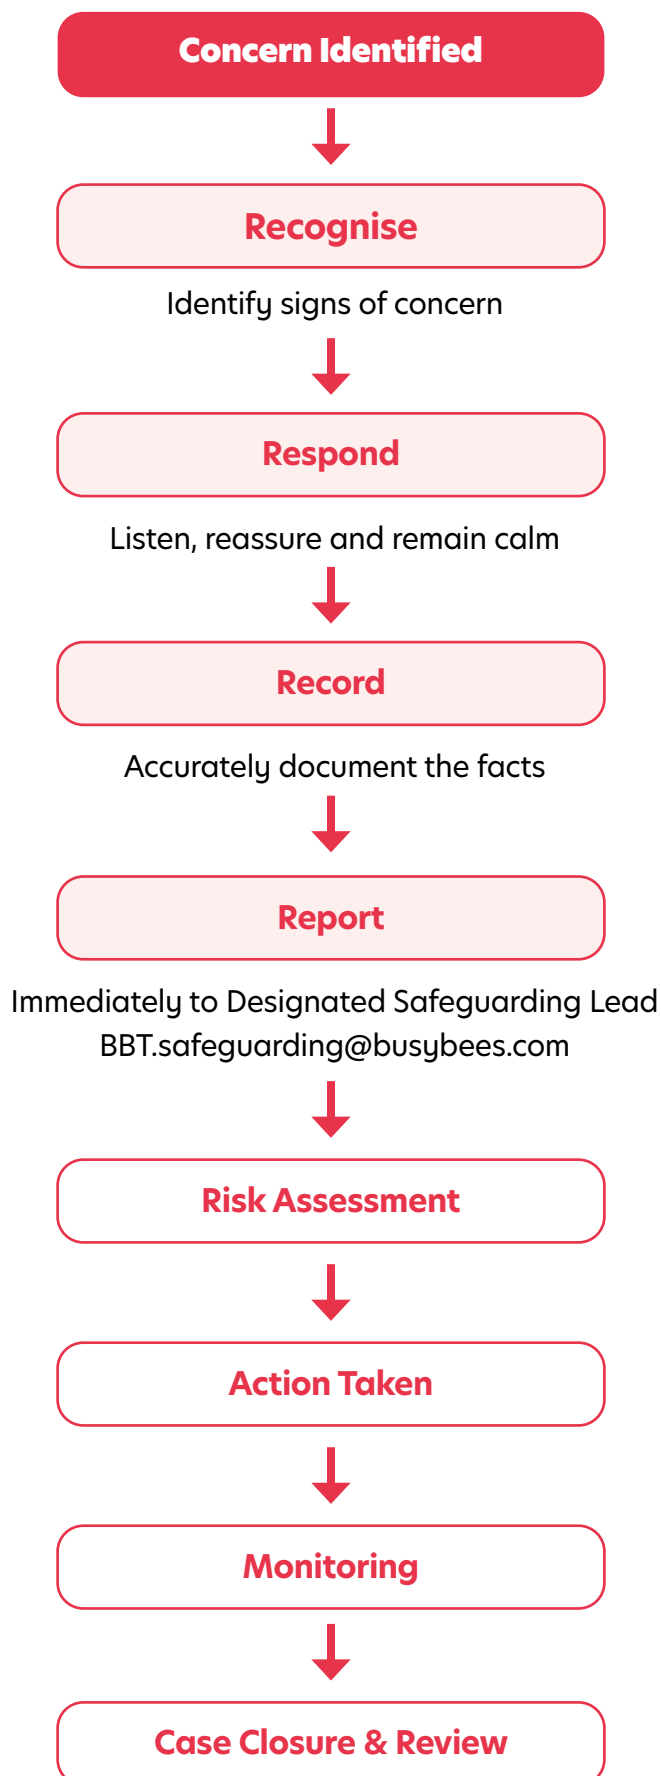 Concern Identified
Recognise
Identify signs of concern
Respond
Listen, reassure and remain calm
Record
Accurately document the facts
Report
Immediately to Designated Safeguarding Lead
BBT.safeguarding@busybees.com
Risk Assessment
Action Taken
Monitoring
Case Closure & Review